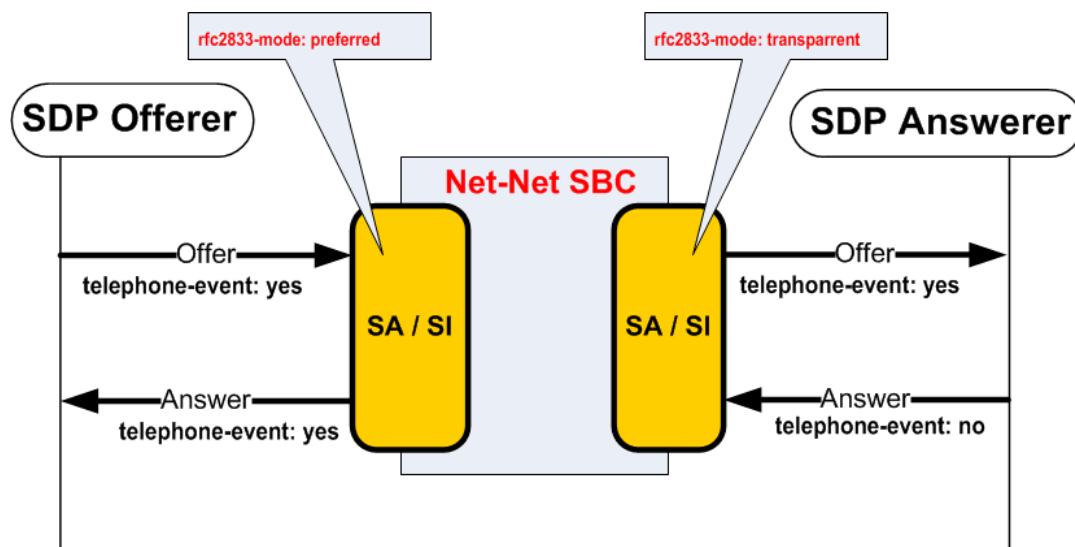 rfc2833-mode: preferred
rfc2833-mode: transparrent
SDP Offerer
SDP Answerer
Net-Net SBC
Offer
telephone-event: yes
Offer
telephone-event: yes
SA / SI
SA / SI
Answer
telephone-event: yes
Answer
telephone-event: no